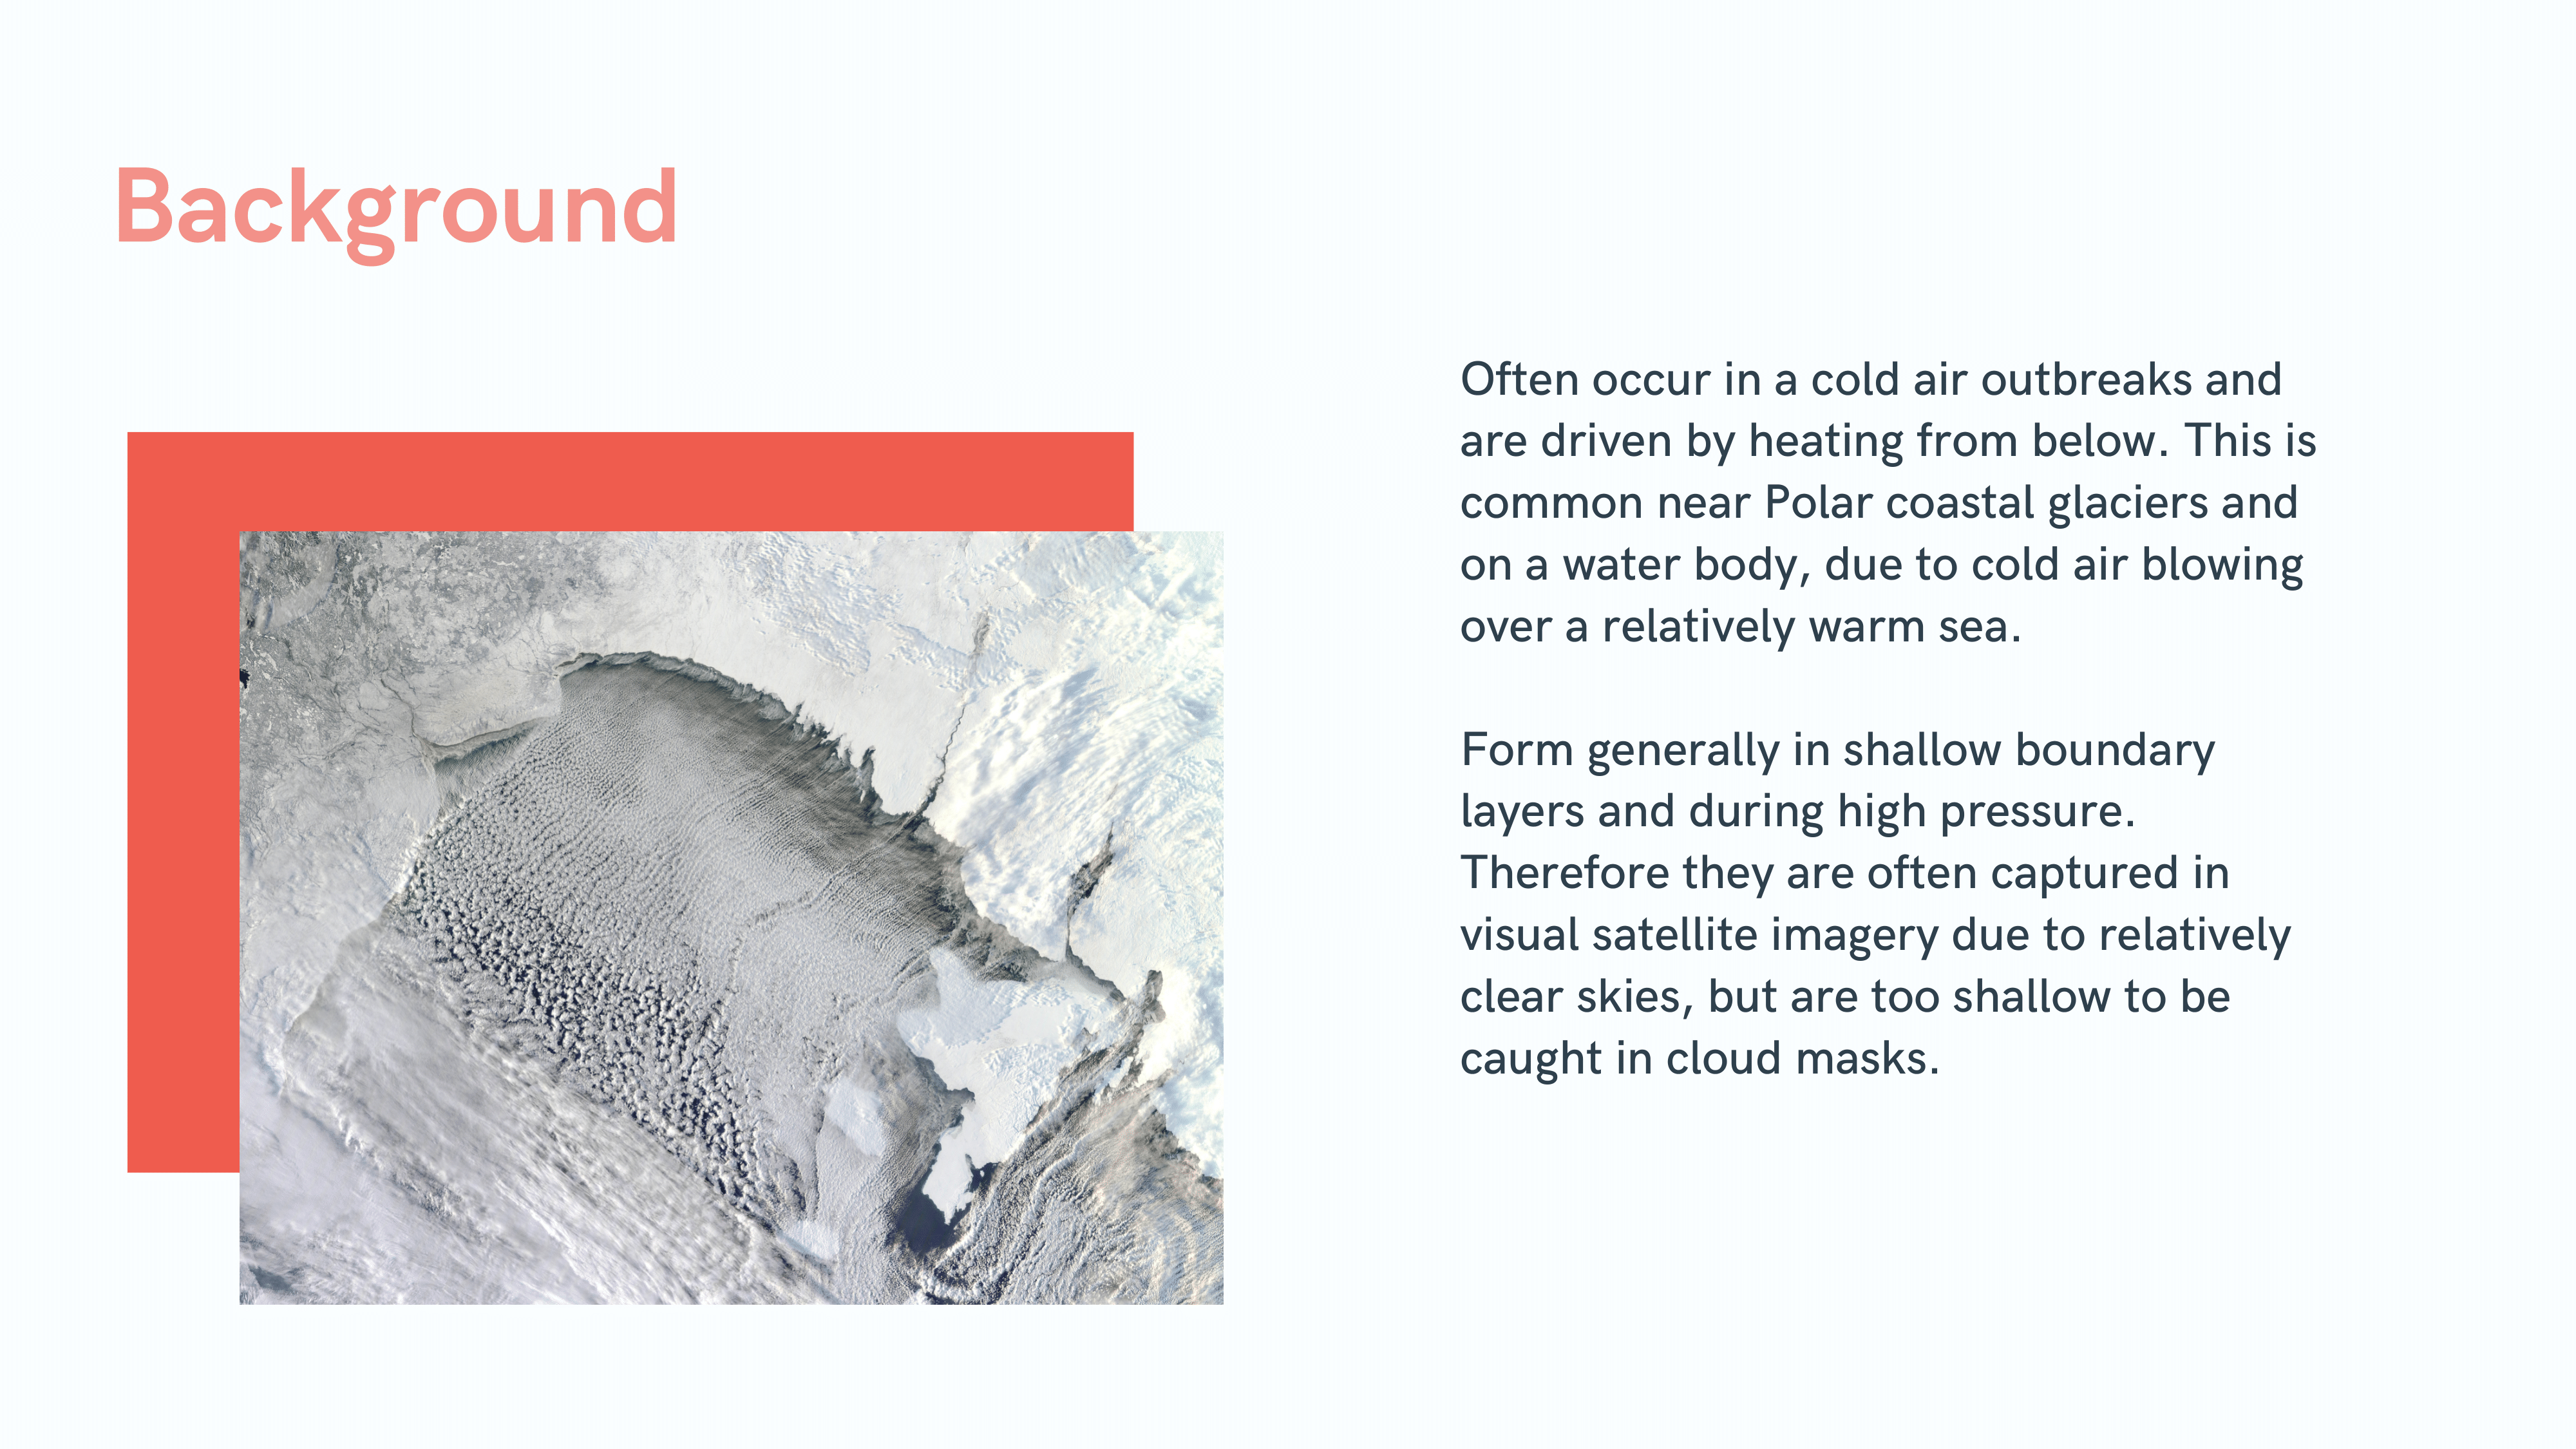 Background
Often occur in a cold air outbreaks and
are driven by heating from below. This is
common near Polar coastal glaciers and
on a water body, due to cold air blowing
over a relatively warm sea.
Form generally in shallow boundary
layers and during high pressure.
Therefore they are often captured in
visual satellite imagery due to relatively
clear skies, but are too shallow to be
caught in cloud masks.